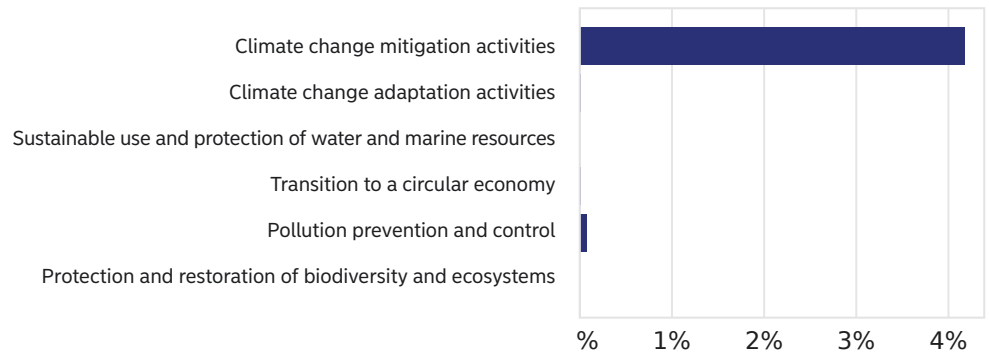 Climate change mitigation activities
Climate change adaptation activities
Sustainable use and protection of water and marine resources
Transition to a circular economy
Pollution prevention and control
Protection and restoration of biodiversity and ecosystems
% 1% 2% 3% 4%